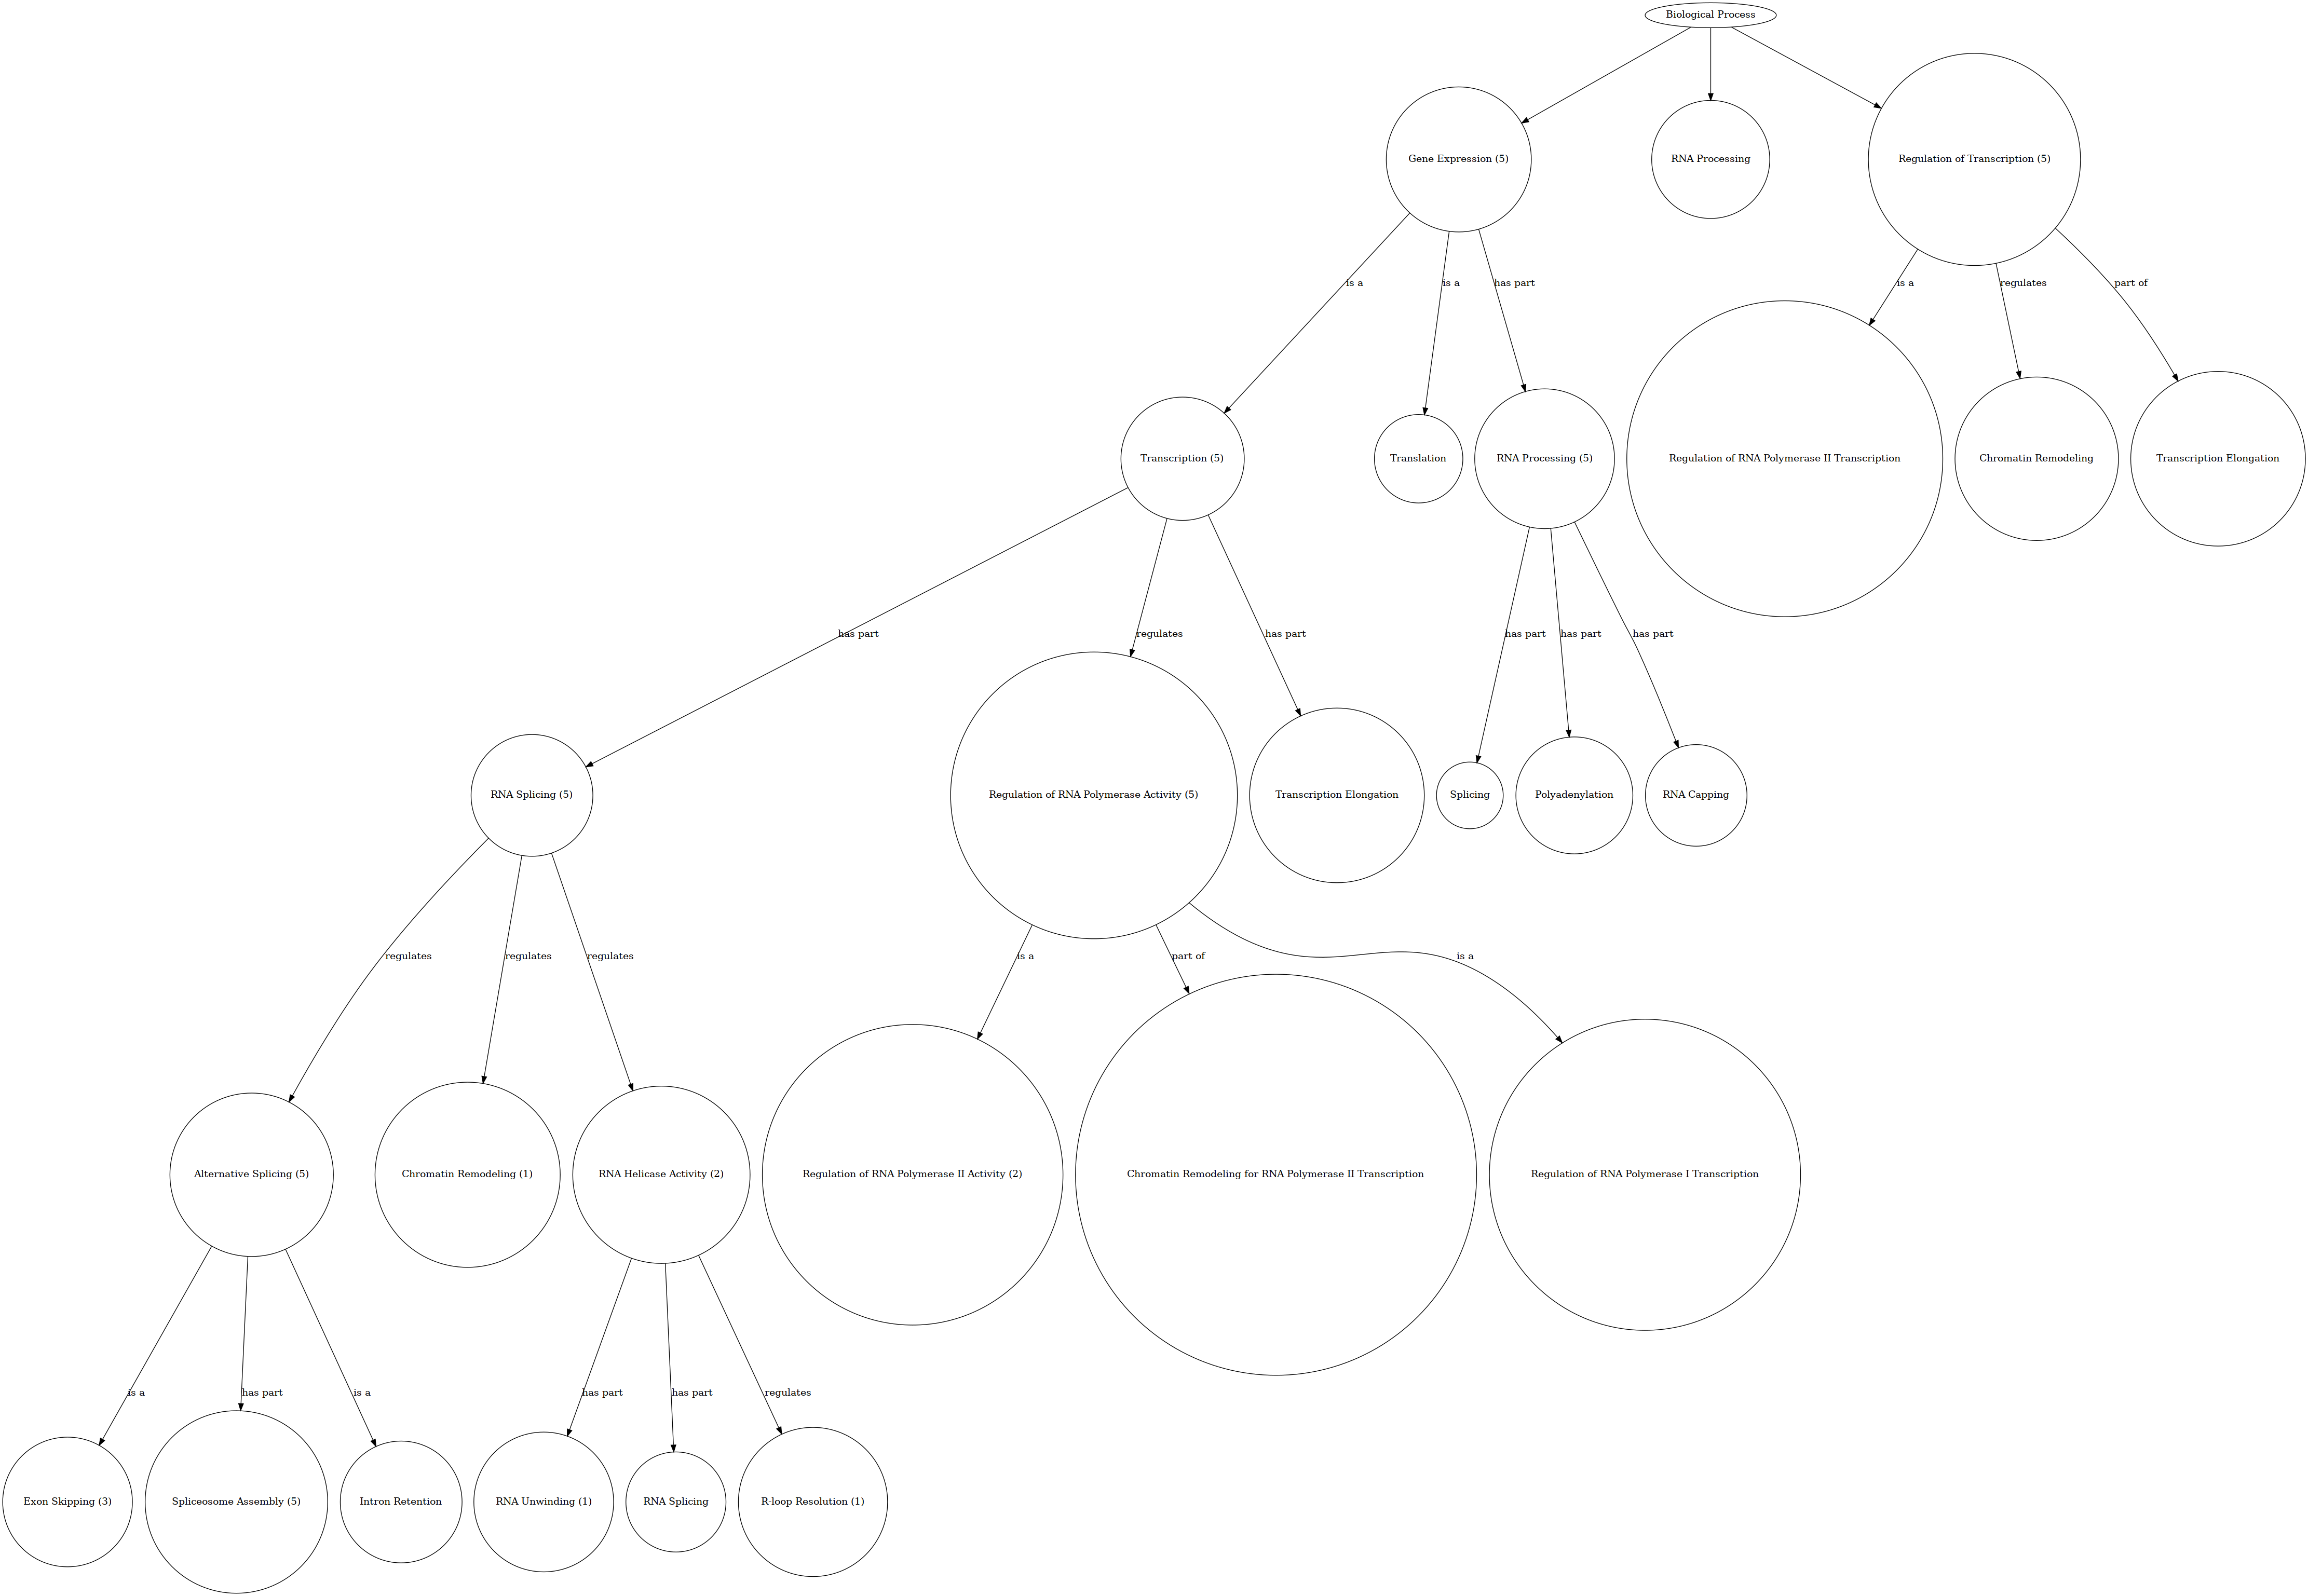 Biological Process
Gene Expression (5)
RNA Processing
Regulation of Transcription (5)
is a
is a
has part
is a
regulates
part of
Transcription (5)
Translation
RNA Processing (5)
Regulation of RNA Polymerase II Transcription
Chromatin Remodeling
Transcription Elongation
has part
regulates
has part
has part
has part
has part
RNA Splicing (5)
Regulation of RNA Polymerase Activity (5)
Transcription Elongation
Splicing
Polyadenylation
RNA Capping
regulates
regulates
regulates
is a
part of
is a
Alternative Splicing (5)
Chromatin Remodeling (1)
RNA Helicase Activity (2)
Regulation of RNA Polymerase II Activity (2)
Chromatin Remodeling for RNA Polymerase II Transcription
Regulation of RNA Polymerase I Transcription
is a
has part
is a
has part
has part
regulates
Exon Skipping (3)
Spliceosome Assembly (5)
Intron Retention
RNA Unwinding (1)
RNA Splicing
R-loop Resolution (1)